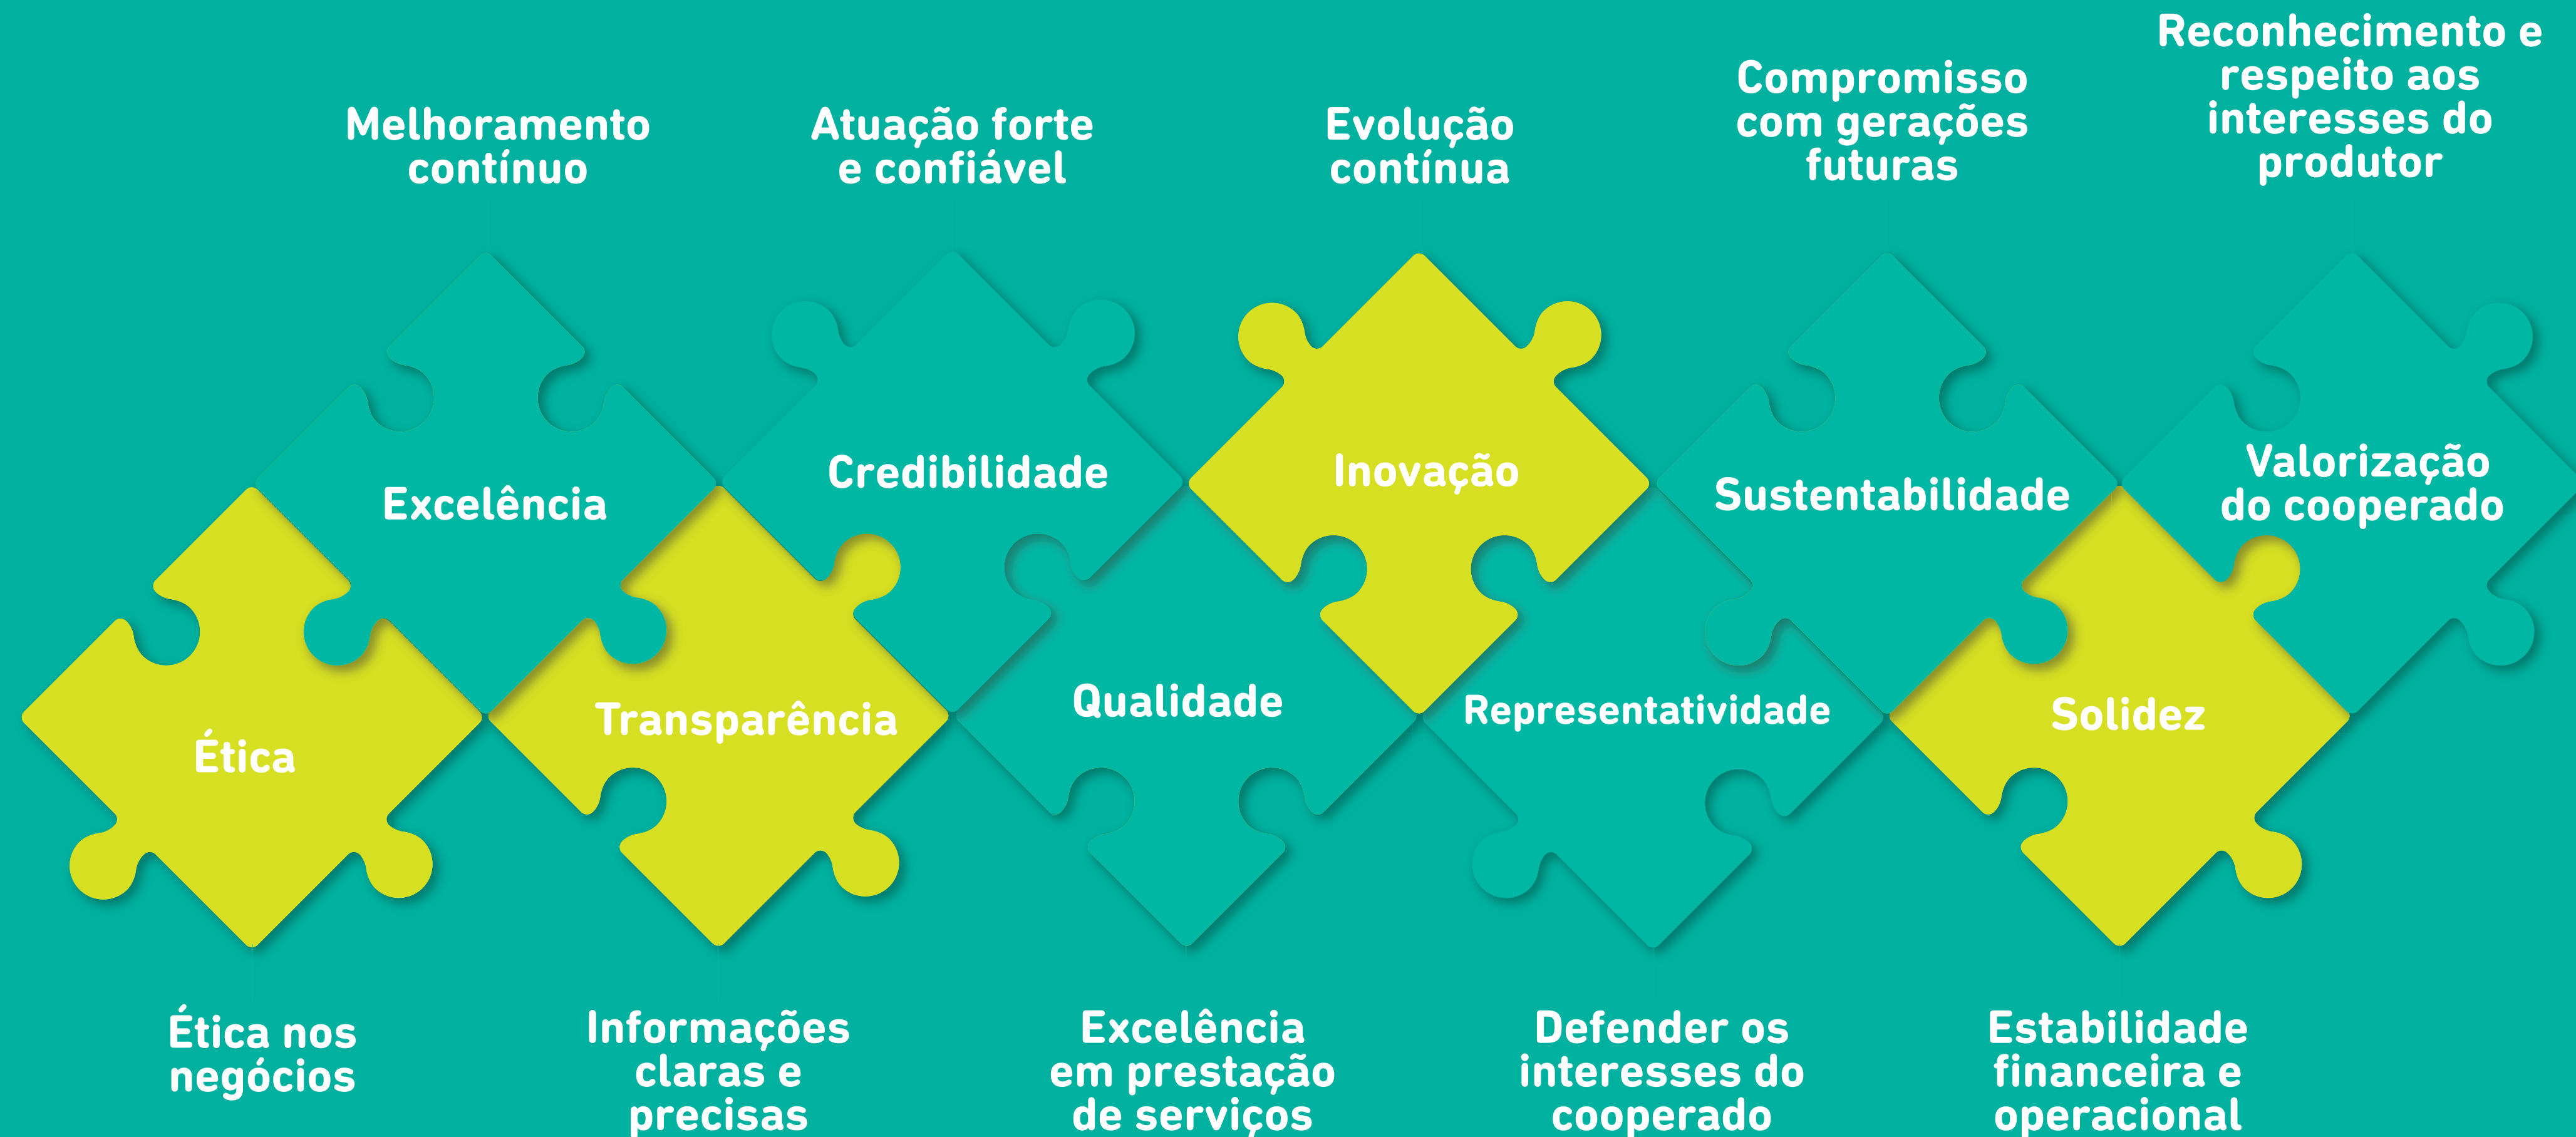 Reconhecimento e
respeito aos
interesses do
produtor
Compromisso
com gerações
futuras
Melhoramento
contínuo
Atuação forte
e confiável
Evolução
contínua
Excelência
Credibilidade
Inovação
Sustentabilidade
Valorização
do cooperado
Ética
Transparência
Qualidade
Representatividade
Solidez
Ética nos
negócios
Informações
claras e
precisas
Excelência
em prestação
de serviços
Defender os
interesses do
cooperado
Estabilidade
financeira e
operacional